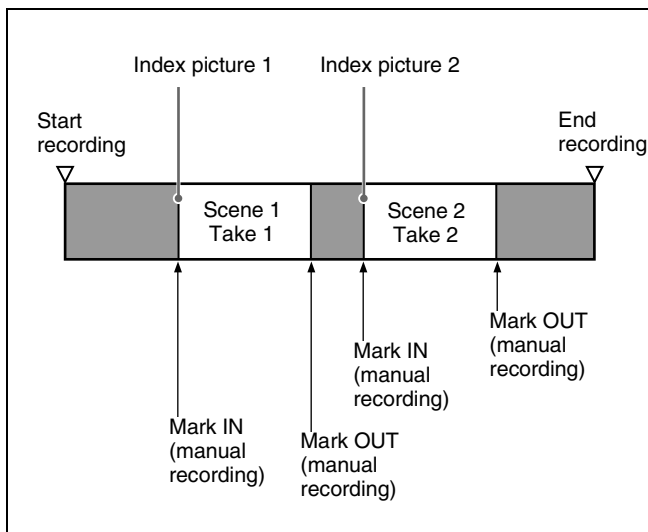 Index picture 1
Index picture 2
Start
recording
End
recording
Scene 1
Take 1
Scene 2
Take 2
Mark IN
(manual
recording)
Mark OUT
(manual
recording)
Mark IN
(manual
recording)
Mark OUT
(manual
recording)